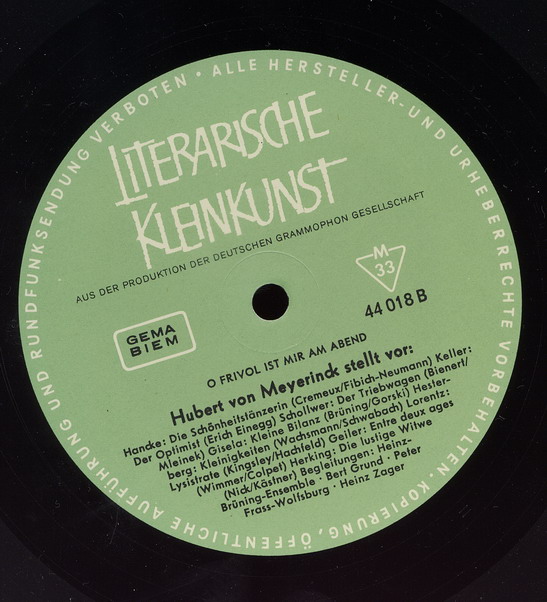 ALLE HERSTELLER- UND URHEBERRECHTE VORBEHALTEN · KOPIERUNG, ÖFFENTLICHE AUFFÜHRUNG UND RUNDFUNKSENDUNG VERBOTEN ·
LITERARISCHE
KLEINKUNST
AUS DER PRODUKTION DER DEUTSCHEN GRAMMOPHON GESELLSCHAFT
M
33
44 018 B
GEMA
BIEM
O FRIVOL IST MIR AM ABEND
Hubert von Meyerinck stellt vor:
Hancke: Die Schönheitstänzerin (Cremeux/Fibich-Neumann) Keller:
Der Optimist (Erich Einegg) Schollwer: Der Triebwagen (Bienert/
Mleinek) Gisela: Kleine Bilanz (Brüning/Gorski) Hesler-
berg: Kleinigkeiten (Wachsmann/Schwabach) Lorentz:
Lysistrate (Kingsley/Hachfeld) Geiler: Entre deux ages
(Wimmer/Colpet) Herking: Die lustige Witwe
(Nick/Kästner) Begleitungen: Heinz-
Brüning-Ensemble · Bert Grund · Peter
Frass-Wolfsburg · Heinz Zager